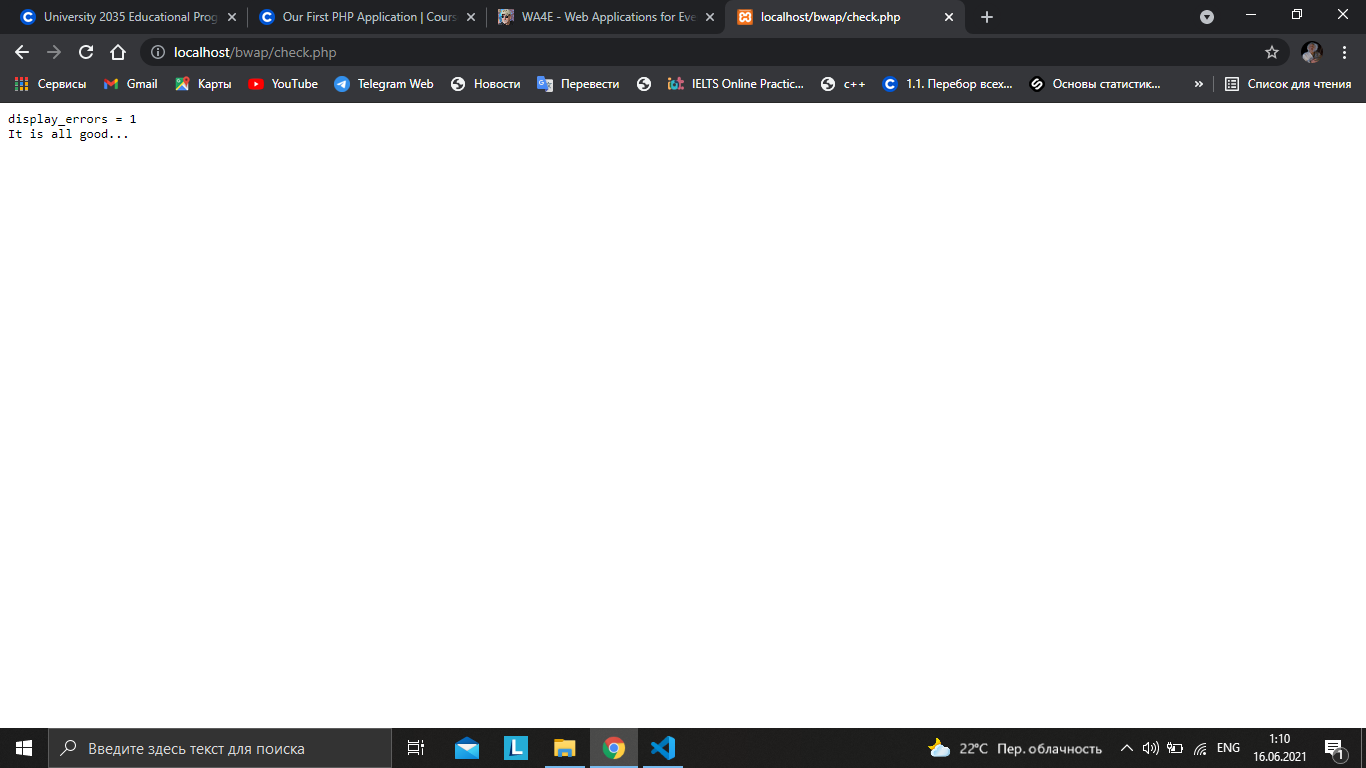 University 2035 Educational Prog
Our First PHP Application | Cours
WA4E - Web Applications for Eve
localhost/bwap/check.php
localhost/bwap/check.php
Сервисы Gmail Карты YouTube Telegram Web Новости Перевести IELTS Online Practic... c++ 1.1. Перебор всех... Основы статистик... » Список для чтения
display_errors = 1
It is all good...
Введите здесь текст для поиска
L
22°C Пер. облачность
ENG
1:10
16.06.2021
1